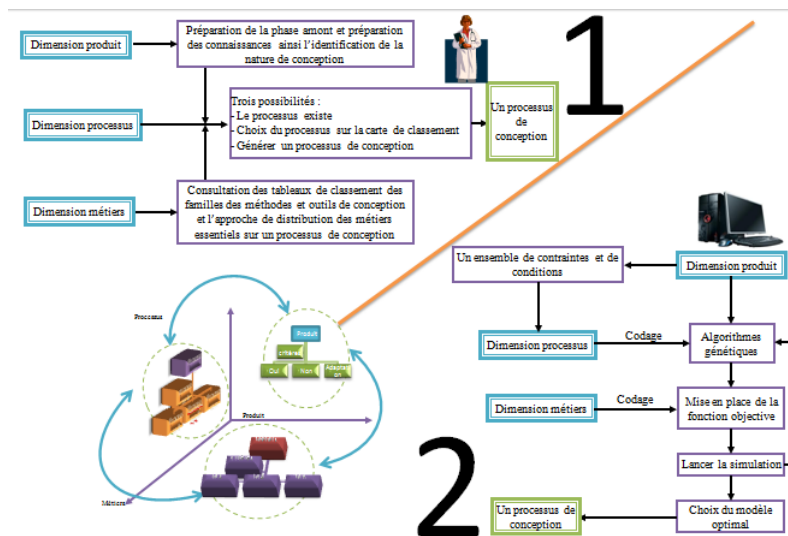 Dimension produit
Préparation de la phase amont et préparation
des connaissances ainsi l'identification de la
nature de conception
1
Dimension processus
Trois possibilités :
- Le processus existe
- Choix du processus sur la carte de classement
- Générer un processus de conception
Un processus
de
conception
Dimension métiers
Consultation des tableaux de classement des
familles des méthodes et outils de conception
et l'approche de distribution des métiers
essentiels sur un processus de conception
Un ensemble de contraintes et de
conditions
Dimension produit
Dimension processus
Codage
Algorithmes
génétiques
Dimension métiers
Codage
Mise en place de la
fonction objective
Lancer la simulation
Un processus de
conception
Choix du modèle
optimal
2
Processus
Produit
critère
Oui
Non
Adaptati
on
Produit
Métiers